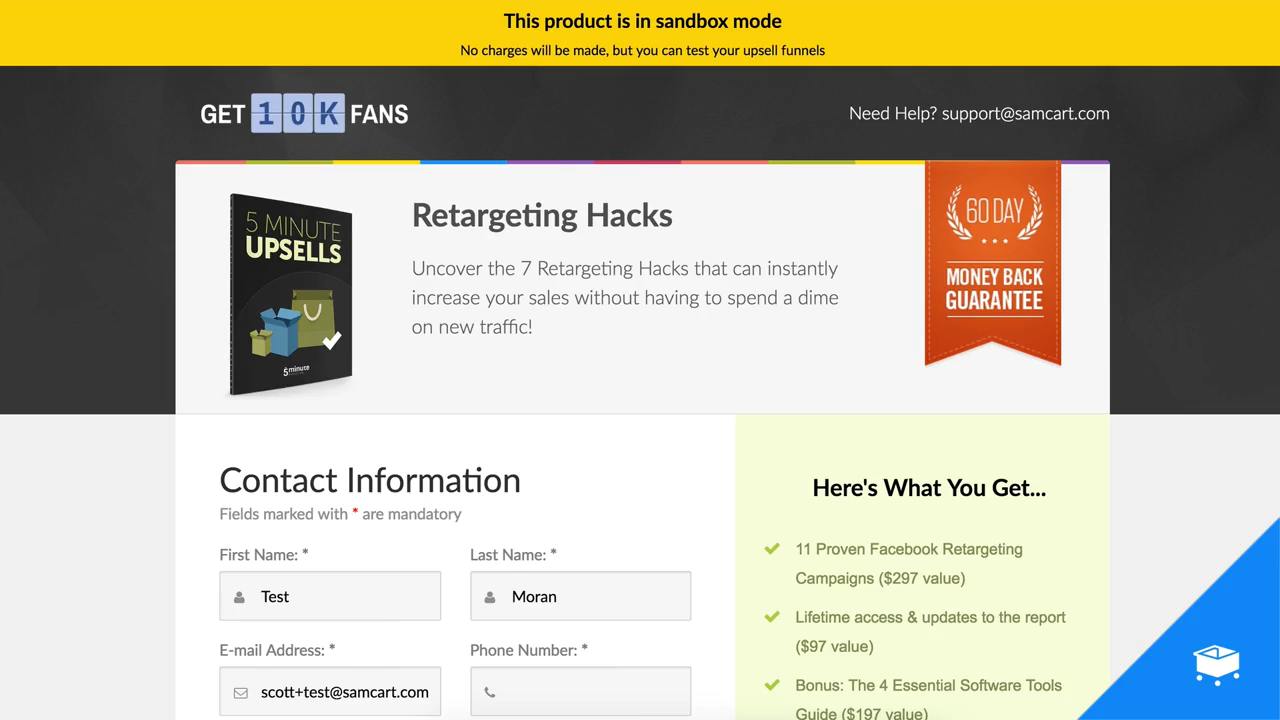 This product is in sandbox mode
No charges will be made, but you can test your upsell funnels
GET 10K FANS
Need Help? support@samcart.com
5 MINUTE
UPSELLS
5minute
Retargeting Hacks
Uncover the 7 Retargeting Hacks that can instantly
increase your sales without having to spend a dime
on new traffic!
60 DAY
MONEY BACK
GUARANTEE
Contact Information
Fields marked with * are mandatory
First Name: *
Last Name: *
Test
Moran
E-mail Address: *
Phone Number: *
scott+test@samcart.com
Here's What You Get...
11 Proven Facebook Retargeting
Campaigns ($297 value)
Lifetime access & updates to the report
($97 value)
Bonus: The 4 Essential Software Tools
Guide ($197 value)